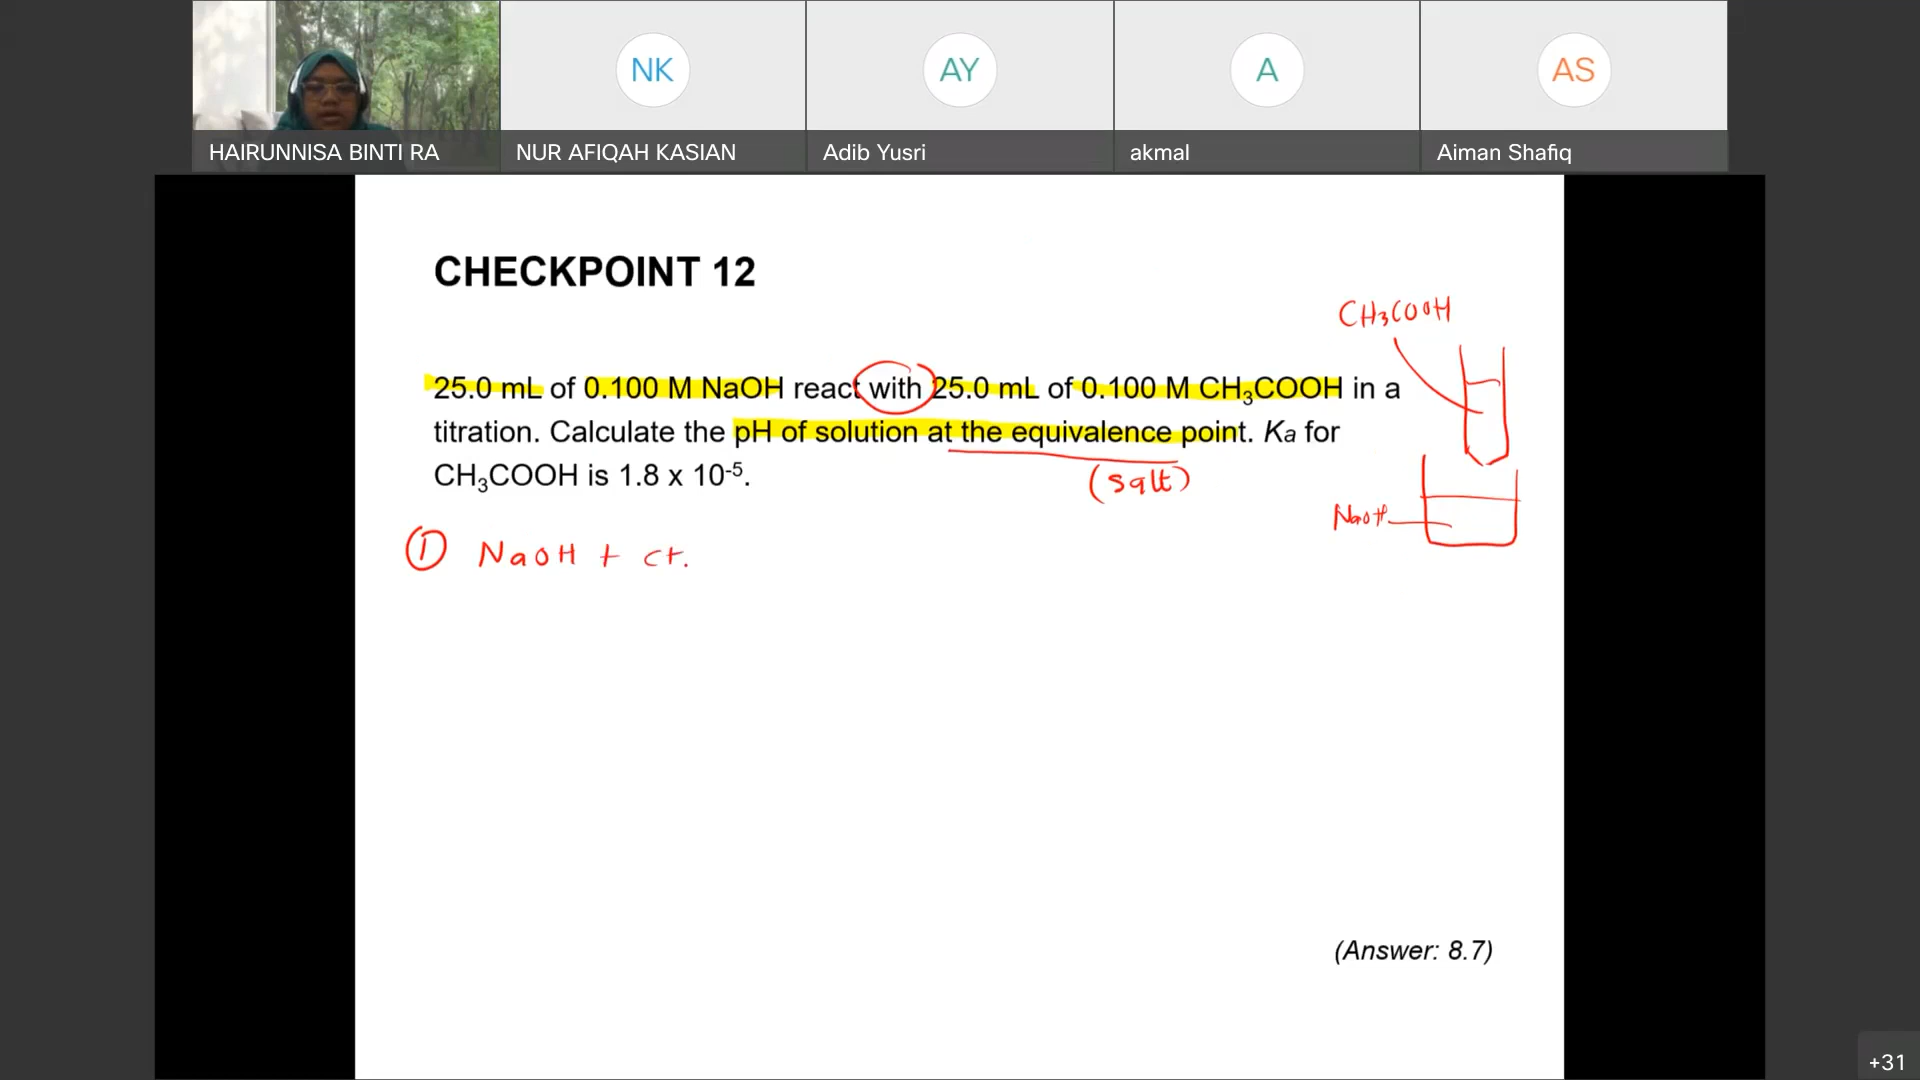 NK
AY
A
AS
HAIRUNNISA BINTI RA
NUR AFIQAH KASIAN
Adib Yusri
akmal
Aiman Shafiq
CHECKPOINT 12
CH₃COOH
25.0 mL of 0.100 M NaOH react with 25.0 mL of 0.100 M CH₃COOH in a
titration. Calculate the pH of solution at the equivalence point. Ka for
CH₃COOH is 1.8 x 10⁻⁵.
(salt)
NaOH
① NaOH + CH
(Answer: 8.7)
+31